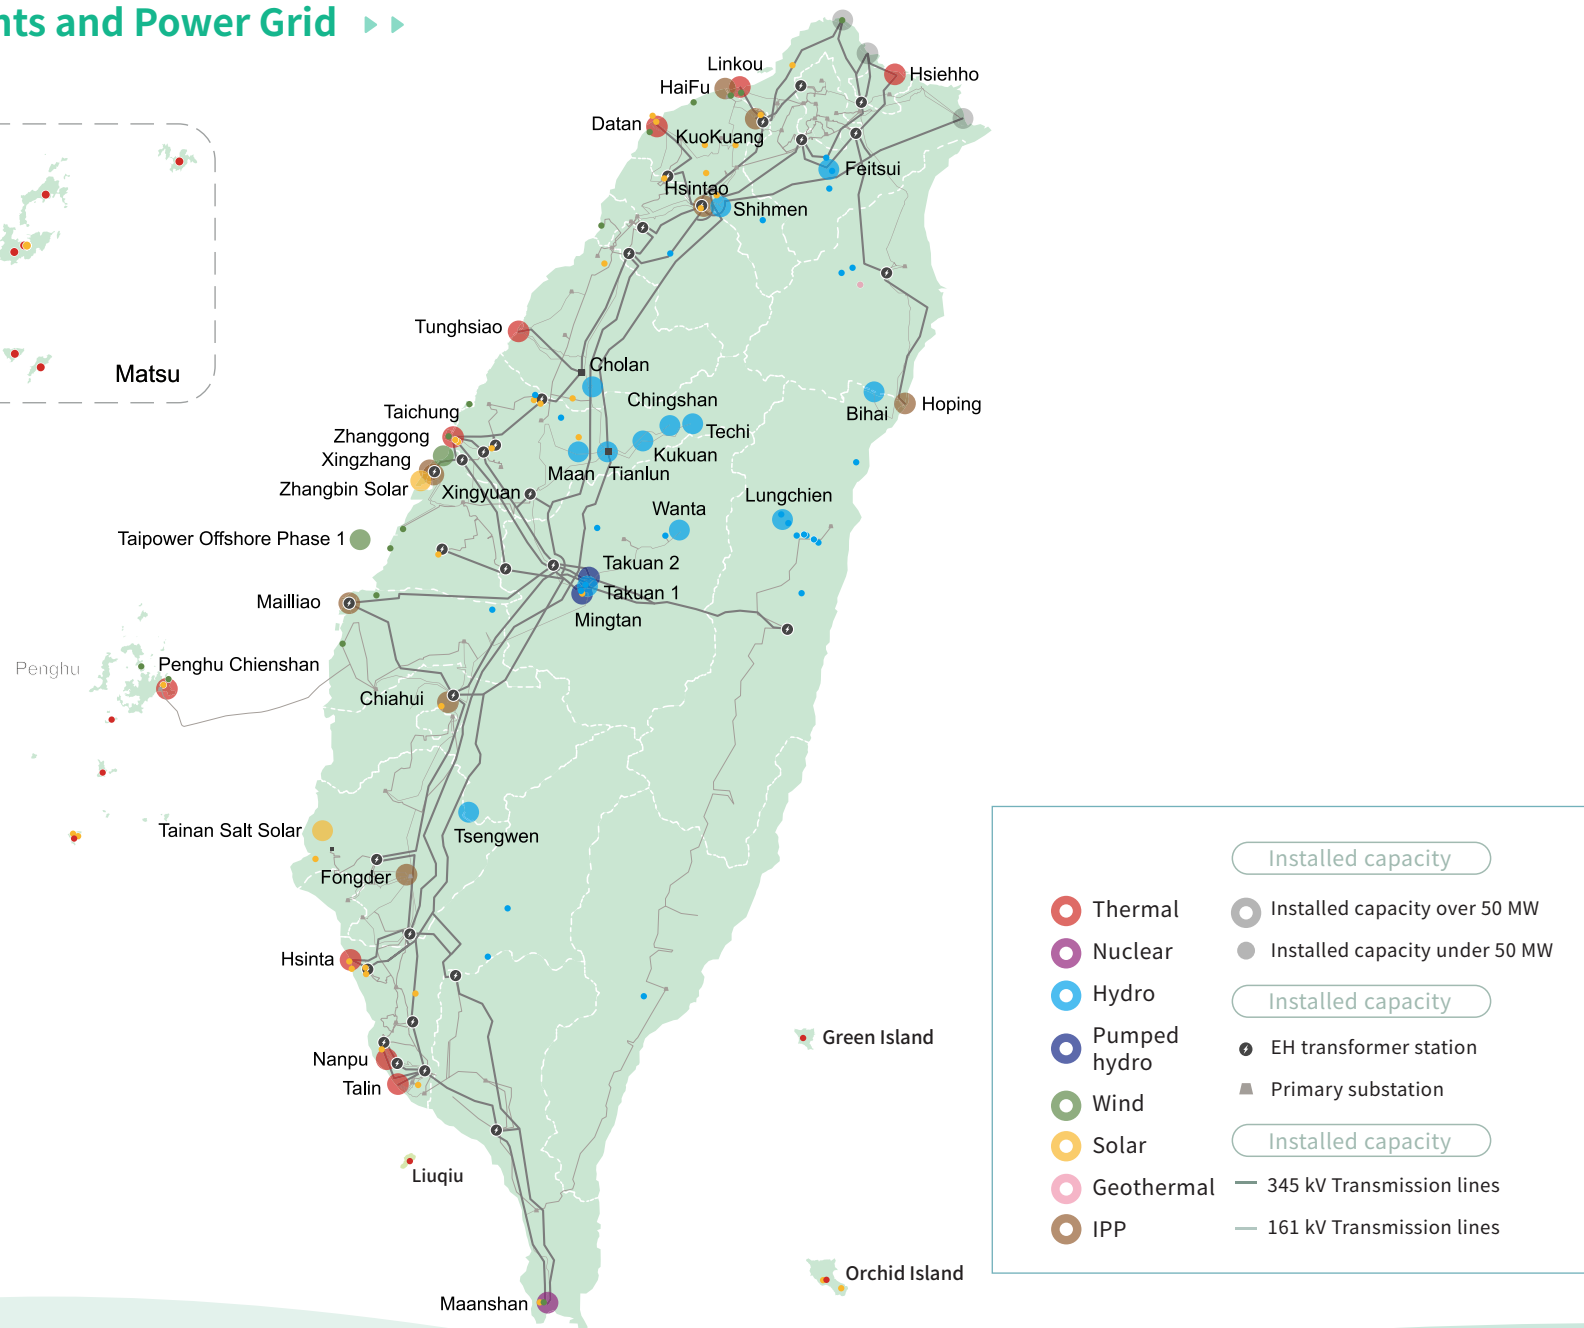 nts and Power Grid
Linkou
HaiFu
Hsiehho
Datan
KuoKuang
Feitsui
Hsintao
Shihmen
Matsu
Tunghsiao
Cholan
Chingshan
Taichung
Bihai
Hoping
Techi
Zhanggong
Kukuan
Xingzhang
Maan
Tianlun
Zhangbin Solar
Xingyuan
Lungchien
Wanta
Taipower Offshore Phase 1
Takuan 2
Takuan 1
Mailliao
Mingtan
Penghu
Penghu Chienshan
Chiahui
Tainan Salt Solar
Tsengwen
Fongder
Hsinta
Green Island
Nanpu
Talin
Liuqiu
Orchid Island
Maanshan
Installed capacity
Thermal
Installed capacity over 50 MW
Nuclear
Installed capacity under 50 MW
Hydro
Installed capacity
Pumped
hydro
EH transformer station
Primary substation
Wind
Solar
Installed capacity
Geothermal
345 kV Transmission lines
IPP
161 kV Transmission lines